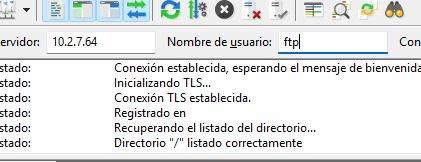 ervidor: 10.2.7.64 Nombre de usuario: ftp Con
stado: Conexión establecida, esperando el mensaje de bienvenida
stado: Inicializando TLS...
stado: Conexión TLS establecida.
stado: Registrado en
stado: Recuperando el listado del directorio...
stado: Directorio "/" listado correctamente